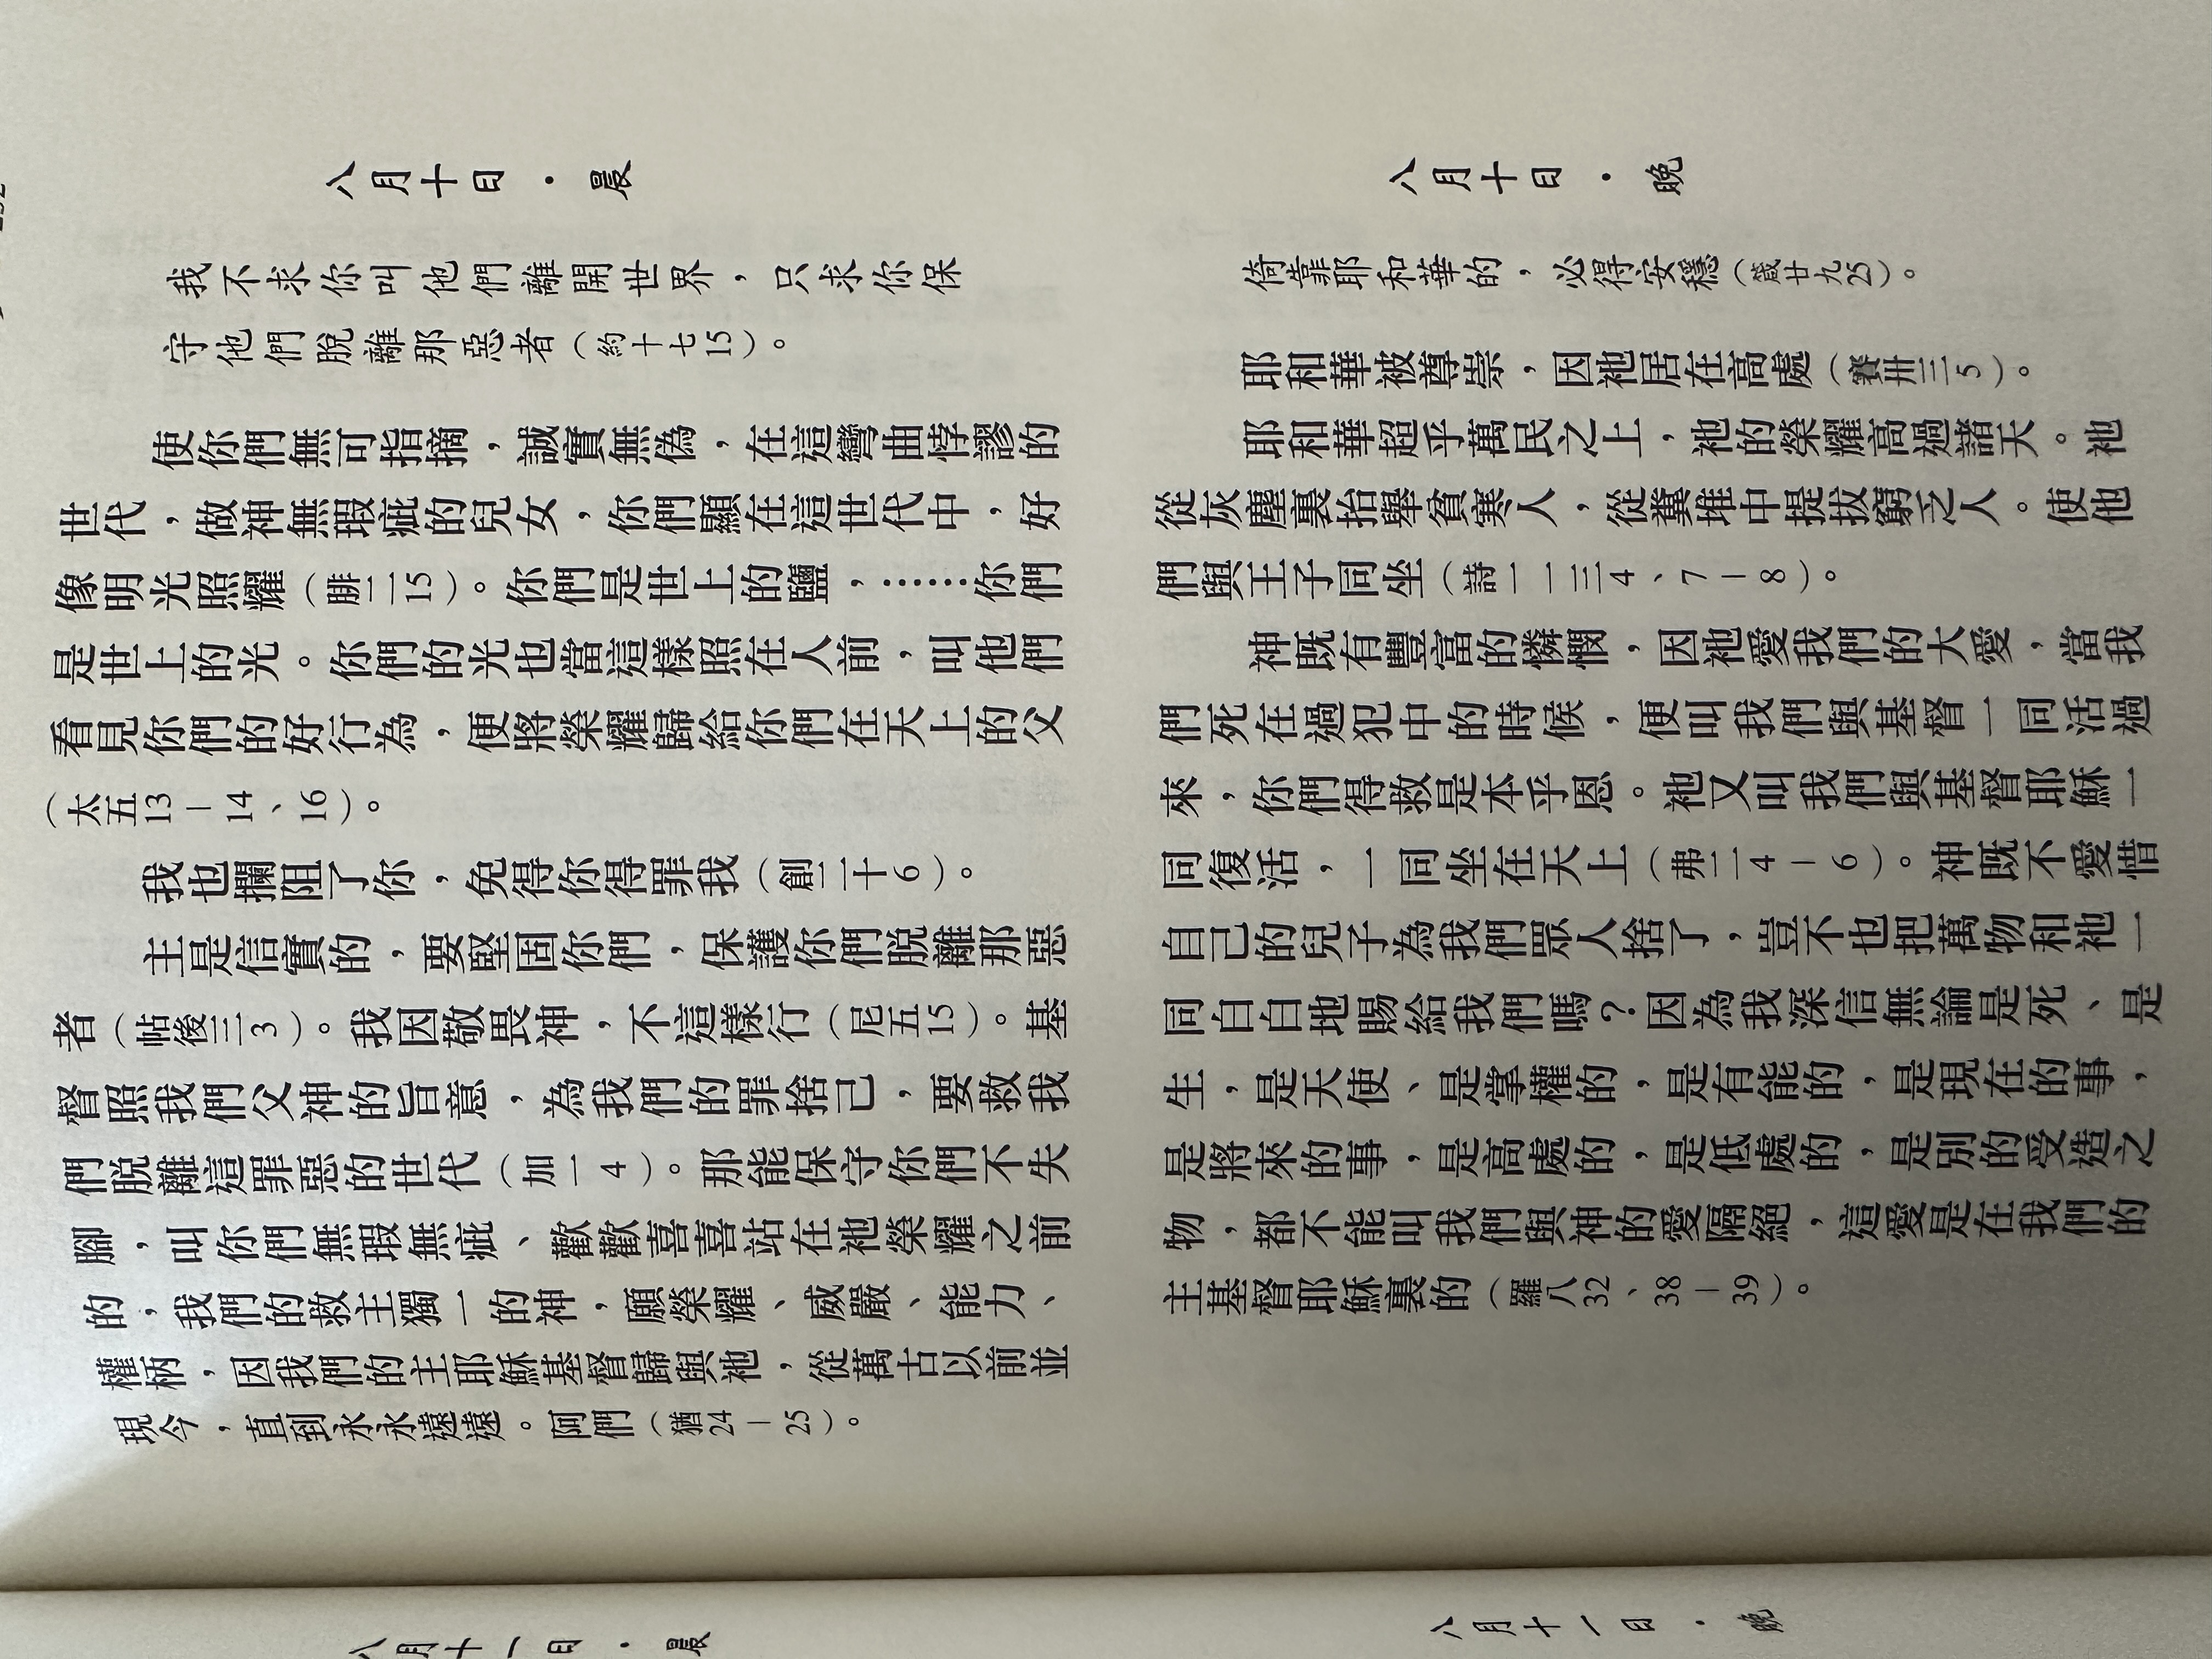 八月十日・晨
我不求你叫他們離開世界，只求你保
守他們脫離那惡者（約十七15）。
使你們無可指摘，誠實無偽，在這彎曲悖謬的
世代，做神無瑕疵的兒女，你們顯在這世代中，好
像明光照耀（腓二15）。你們是世上的鹽，……你們
是世上的光。你們的光也當這樣照在人前，叫他們
看見你們的好行為，便將榮耀歸給你們在天上的父
（太五13－14、16）。
我也攔阻了你，免得你得罪我（創二十6）。
主是信實的，要堅固你們，保護你們脫離那惡
者（帖後三3）。我因敬畏神，不這樣行（尼五15）。基
督照我們父神的旨意，為我們的罪捨己，要救我
們脫離這罪惡的世代（加一4）。那能保守你們不失
腳，叫你們無瑕無疵、歡歡喜喜站在祂榮耀之前
的，我們的救主獨一的神，願榮耀、威嚴、能力、
權柄，因我們的主耶穌基督歸與祂，從萬古以前並
現今，直到永永遠遠。阿們（猶24－25）。
八月十日・晚
倚靠耶和華的，必得安穩（箴廿九25）。
耶和華被尊崇，因祂居在高處（賽卅三5）。
耶和華超乎萬民之上，祂的榮耀高過諸天。祂
從灰塵裏抬舉貧寒人，從糞堆中提拔窮乏人。使他
們與王子同坐（詩一一三4、7－8）。
神既有豐富的憐憫，因祂愛我們的大愛，當我
們死在過犯中的時候，便叫我們與基督一同活過
來，你們得救是本乎恩。祂又叫我們與基督耶穌一
同復活，一同坐在天上（弗二4－6）。神既不愛惜
自己的兒子為我們眾人捨了，豈不也把萬物和祂一
同白白地賜給我們嗎？因為我深信無論是死、是
生，是天使、是掌權的，是有能的，是現在的事，
是將來的事，是高處的，是低處的，是別的受造之
物，都不能叫我們與神的愛隔絕，這愛是在我們的
主基督耶穌裏的（羅八32、38－39）。
八月十一日・晨
八月十一日・晚